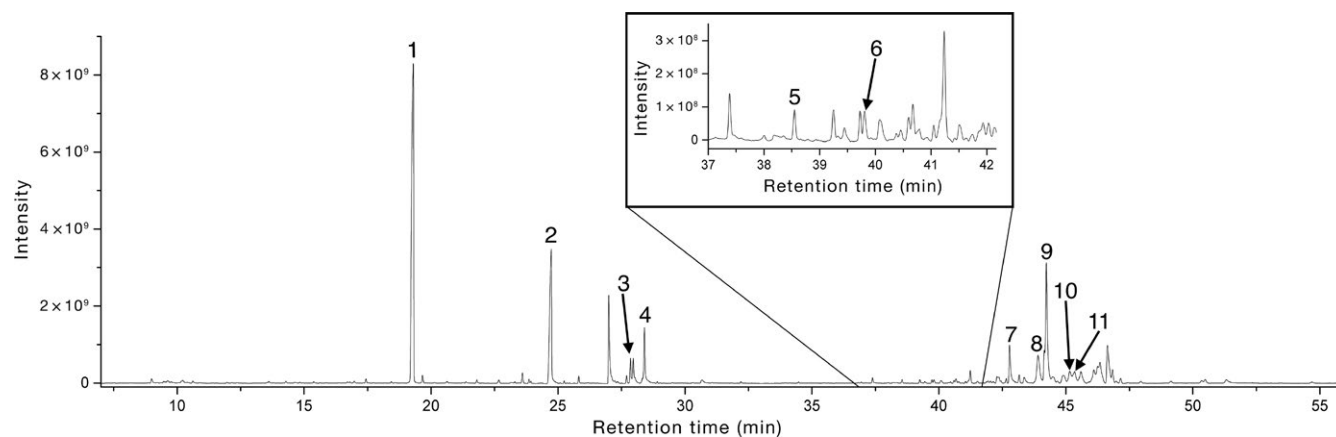 1
8 × 10⁹
6 × 10⁹
4 × 10⁹
2 × 10⁹
0
Intensity
2
3
4
3 × 10⁸
2 × 10⁸
1 × 10⁸
0
Intensity
5
6
37 38 39 40 41 42
Retention time (min)
7
8
9
10
11
10 15 20 25 30 35 40 45 50 55
Retention time (min)